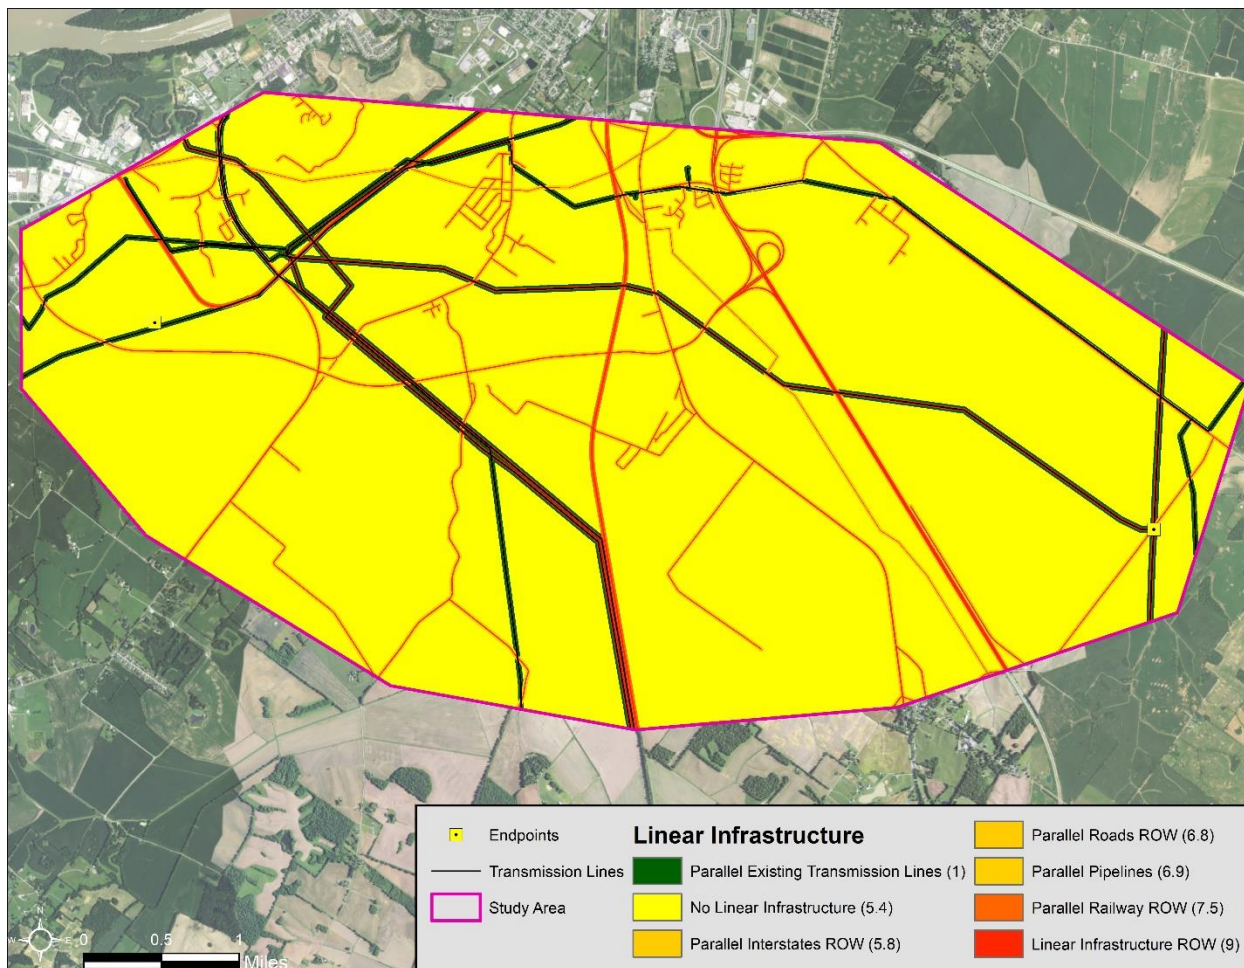 N
W E
S
0 0.5 1
Miles
Endpoints
Transmission Lines
Study Area
Linear Infrastructure
Parallel Existing Transmission Lines (1)
No Linear Infrastructure (5.4)
Parallel Interstates ROW (5.8)
Parallel Roads ROW (6.8)
Parallel Pipelines (6.9)
Parallel Railway ROW (7.5)
Linear Infrastructure ROW (9)